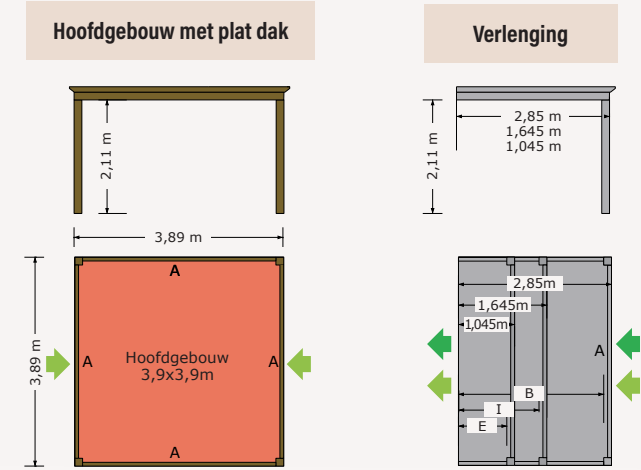 Hoofdgebouw met plat dak
Verlenging
2,11 m
2,11 m
2,85 m
1,645 m
1,045 m
3,89 m
3,89 m
A
A
Hoofdgebouw
3,9x3,9m
A
A
2,85m
1,645m
1,045m
A
B
I
E